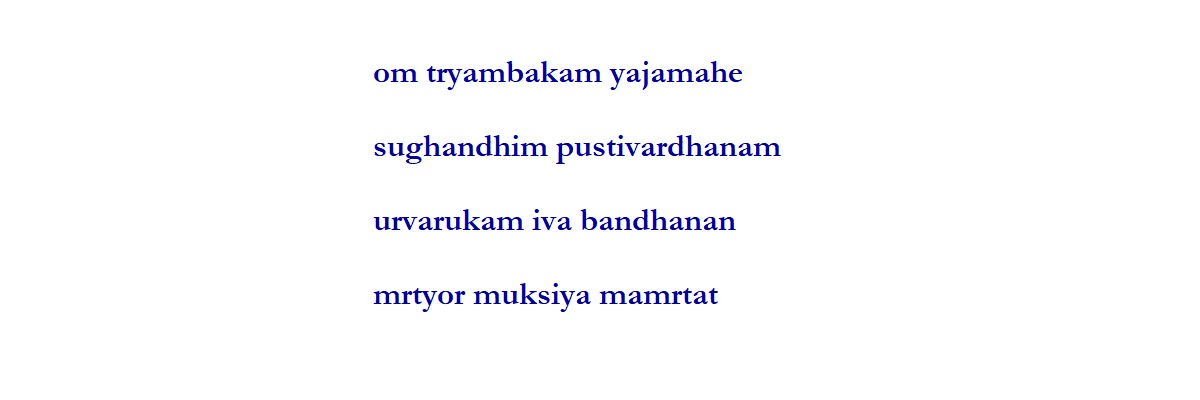 om tryambakam yajamahe
sughandhim pustivardhanam
urvarukam iva bandhanan
mrtyor muksiya mamrtat